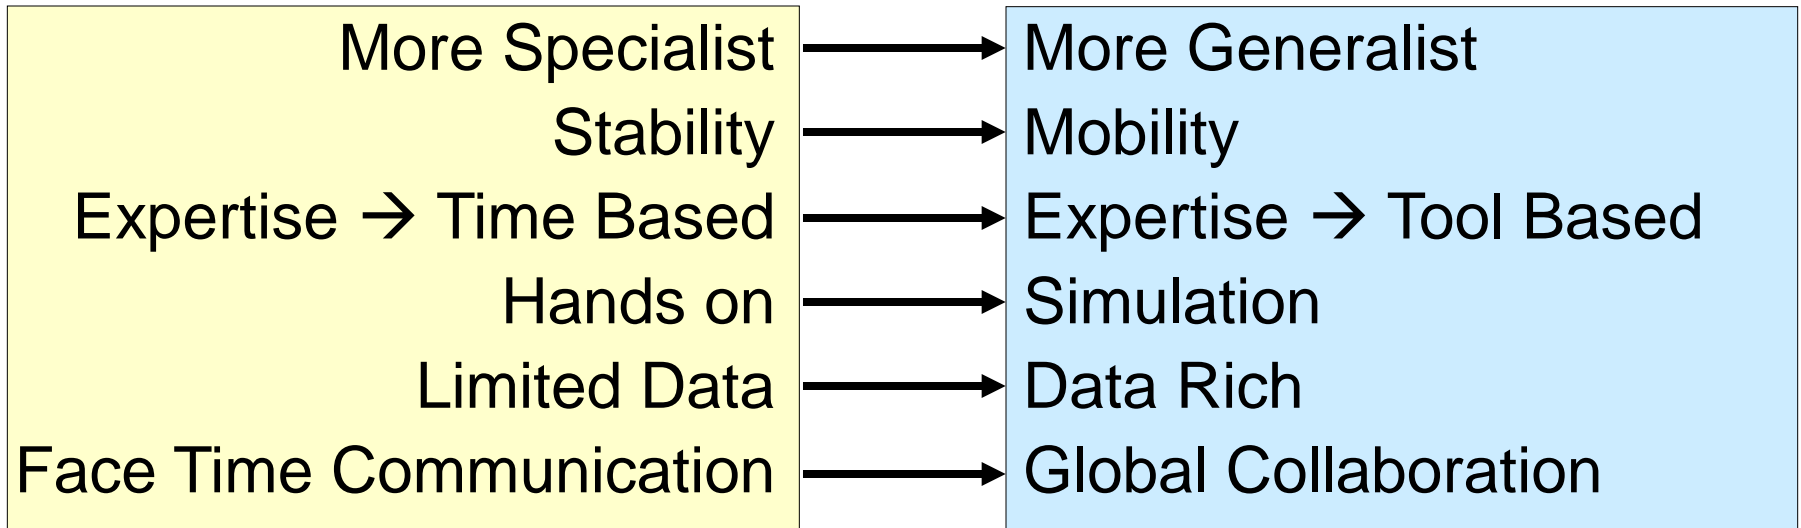 More Specialist More Generalist
Stability Mobility
Expertise → Time Based Expertise → Tool Based
Hands on Simulation
Limited Data Data Rich
Face Time Communication Global Collaboration